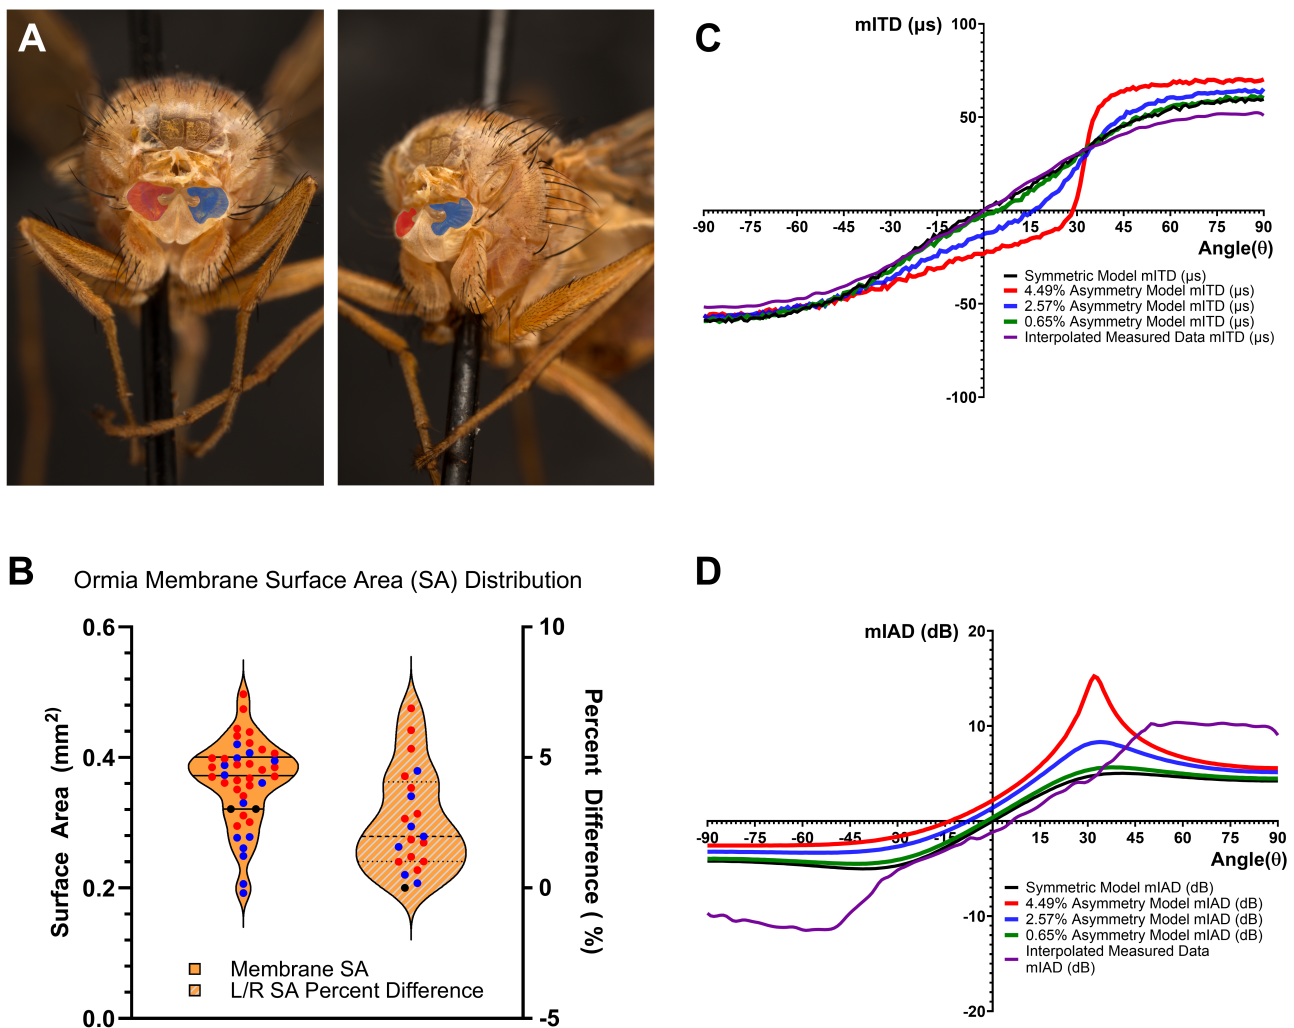 A
B
Ormia Membrane Surface Area (SA) Distribution
0.6
0.4
0.2
0.0
Surface Area (mm²)
10
5
0
-5
Percent Difference ( %)
Membrane SA
L/R SA Percent Difference
C
mITD (µs)
100
50
-50
-100
-90 -75 -60 -45 -30 -15 15 30 45 60 75 90
Angle(θ)
Symmetric Model mITD (µs)
4.49% Asymmetry Model mITD (µs)
2.57% Asymmetry Model mITD (µs)
0.65% Asymmetry Model mITD (µs)
Interpolated Measured Data mITD (µs)
D
mIAD (dB)
20
10
-10
-20
-90 -75 -60 -45 -30 -15 15 30 45 60 75 90
Angle(θ)
Symmetric Model mIAD (dB)
4.49% Asymmetry Model mIAD (dB)
2.57% Asymmetry Model mIAD (dB)
0.65% Asymmetry Model mIAD (dB)
Interpolated Measured Data
mIAD (dB)